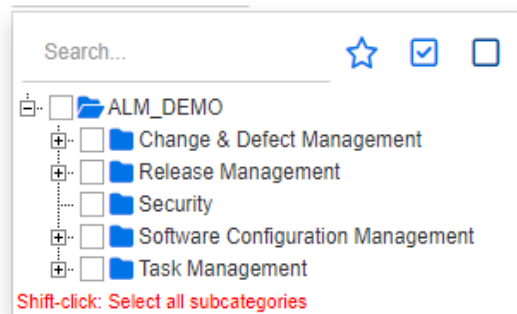 Search...
ALM_DEMO
Change & Defect Management
Release Management
Security
Software Configuration Management
Task Management
Shift-click: Select all subcategories